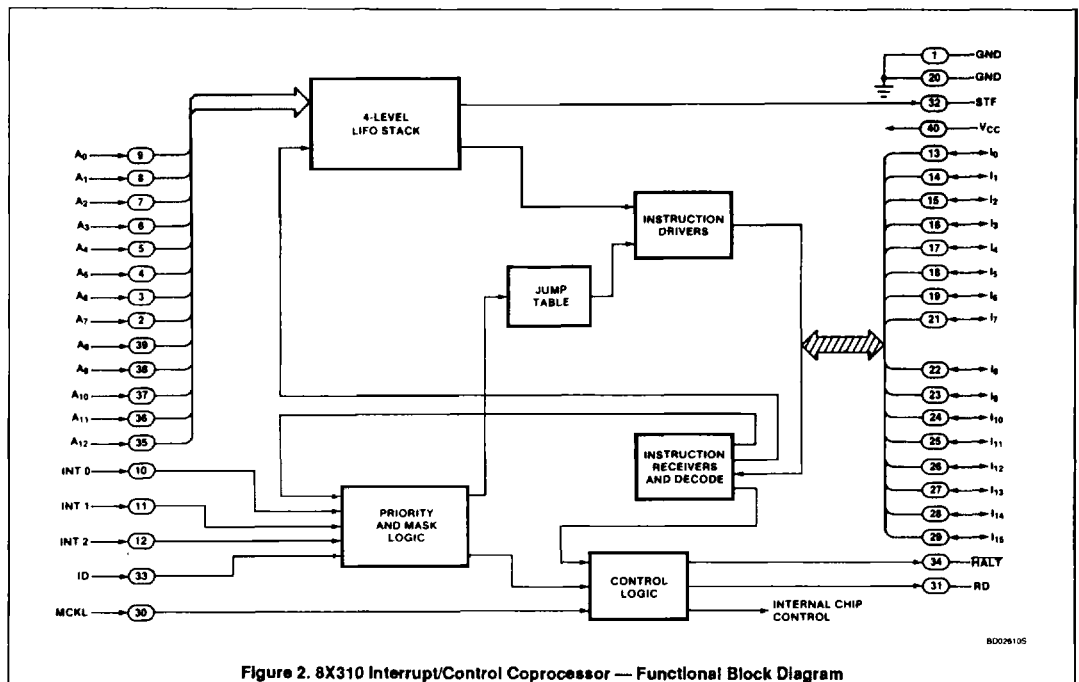 1 GND
20 GND
32 STF
40 VCC
4-LEVEL
LIFO STACK
A0 9
A1 8
A2 7
A3 6
A4 5
A5 4
A6 3
A7 2
A8 39
A9 38
A10 37
A11 36
A12 35
INT 0 10
INT 1 11
INT 2 12
ID 33
MCKL 30
INSTRUCTION
DRIVERS
JUMP
TABLE
INSTRUCTION
RECEIVERS
AND DECODE
PRIORITY
AND MASK
LOGIC
CONTROL
LOGIC
INTERNAL CHIP
CONTROL
13 I0
14 I1
15 I2
16 I3
17 I4
18 I5
19 I6
21 I7
22 I8
23 I9
24 I10
25 I11
26 I12
27 I13
28 I14
29 I15
34 HALT
31 RD
BD02610S
Figure 2. 8X310 Interrupt/Control Coprocessor — Functional Block Diagram